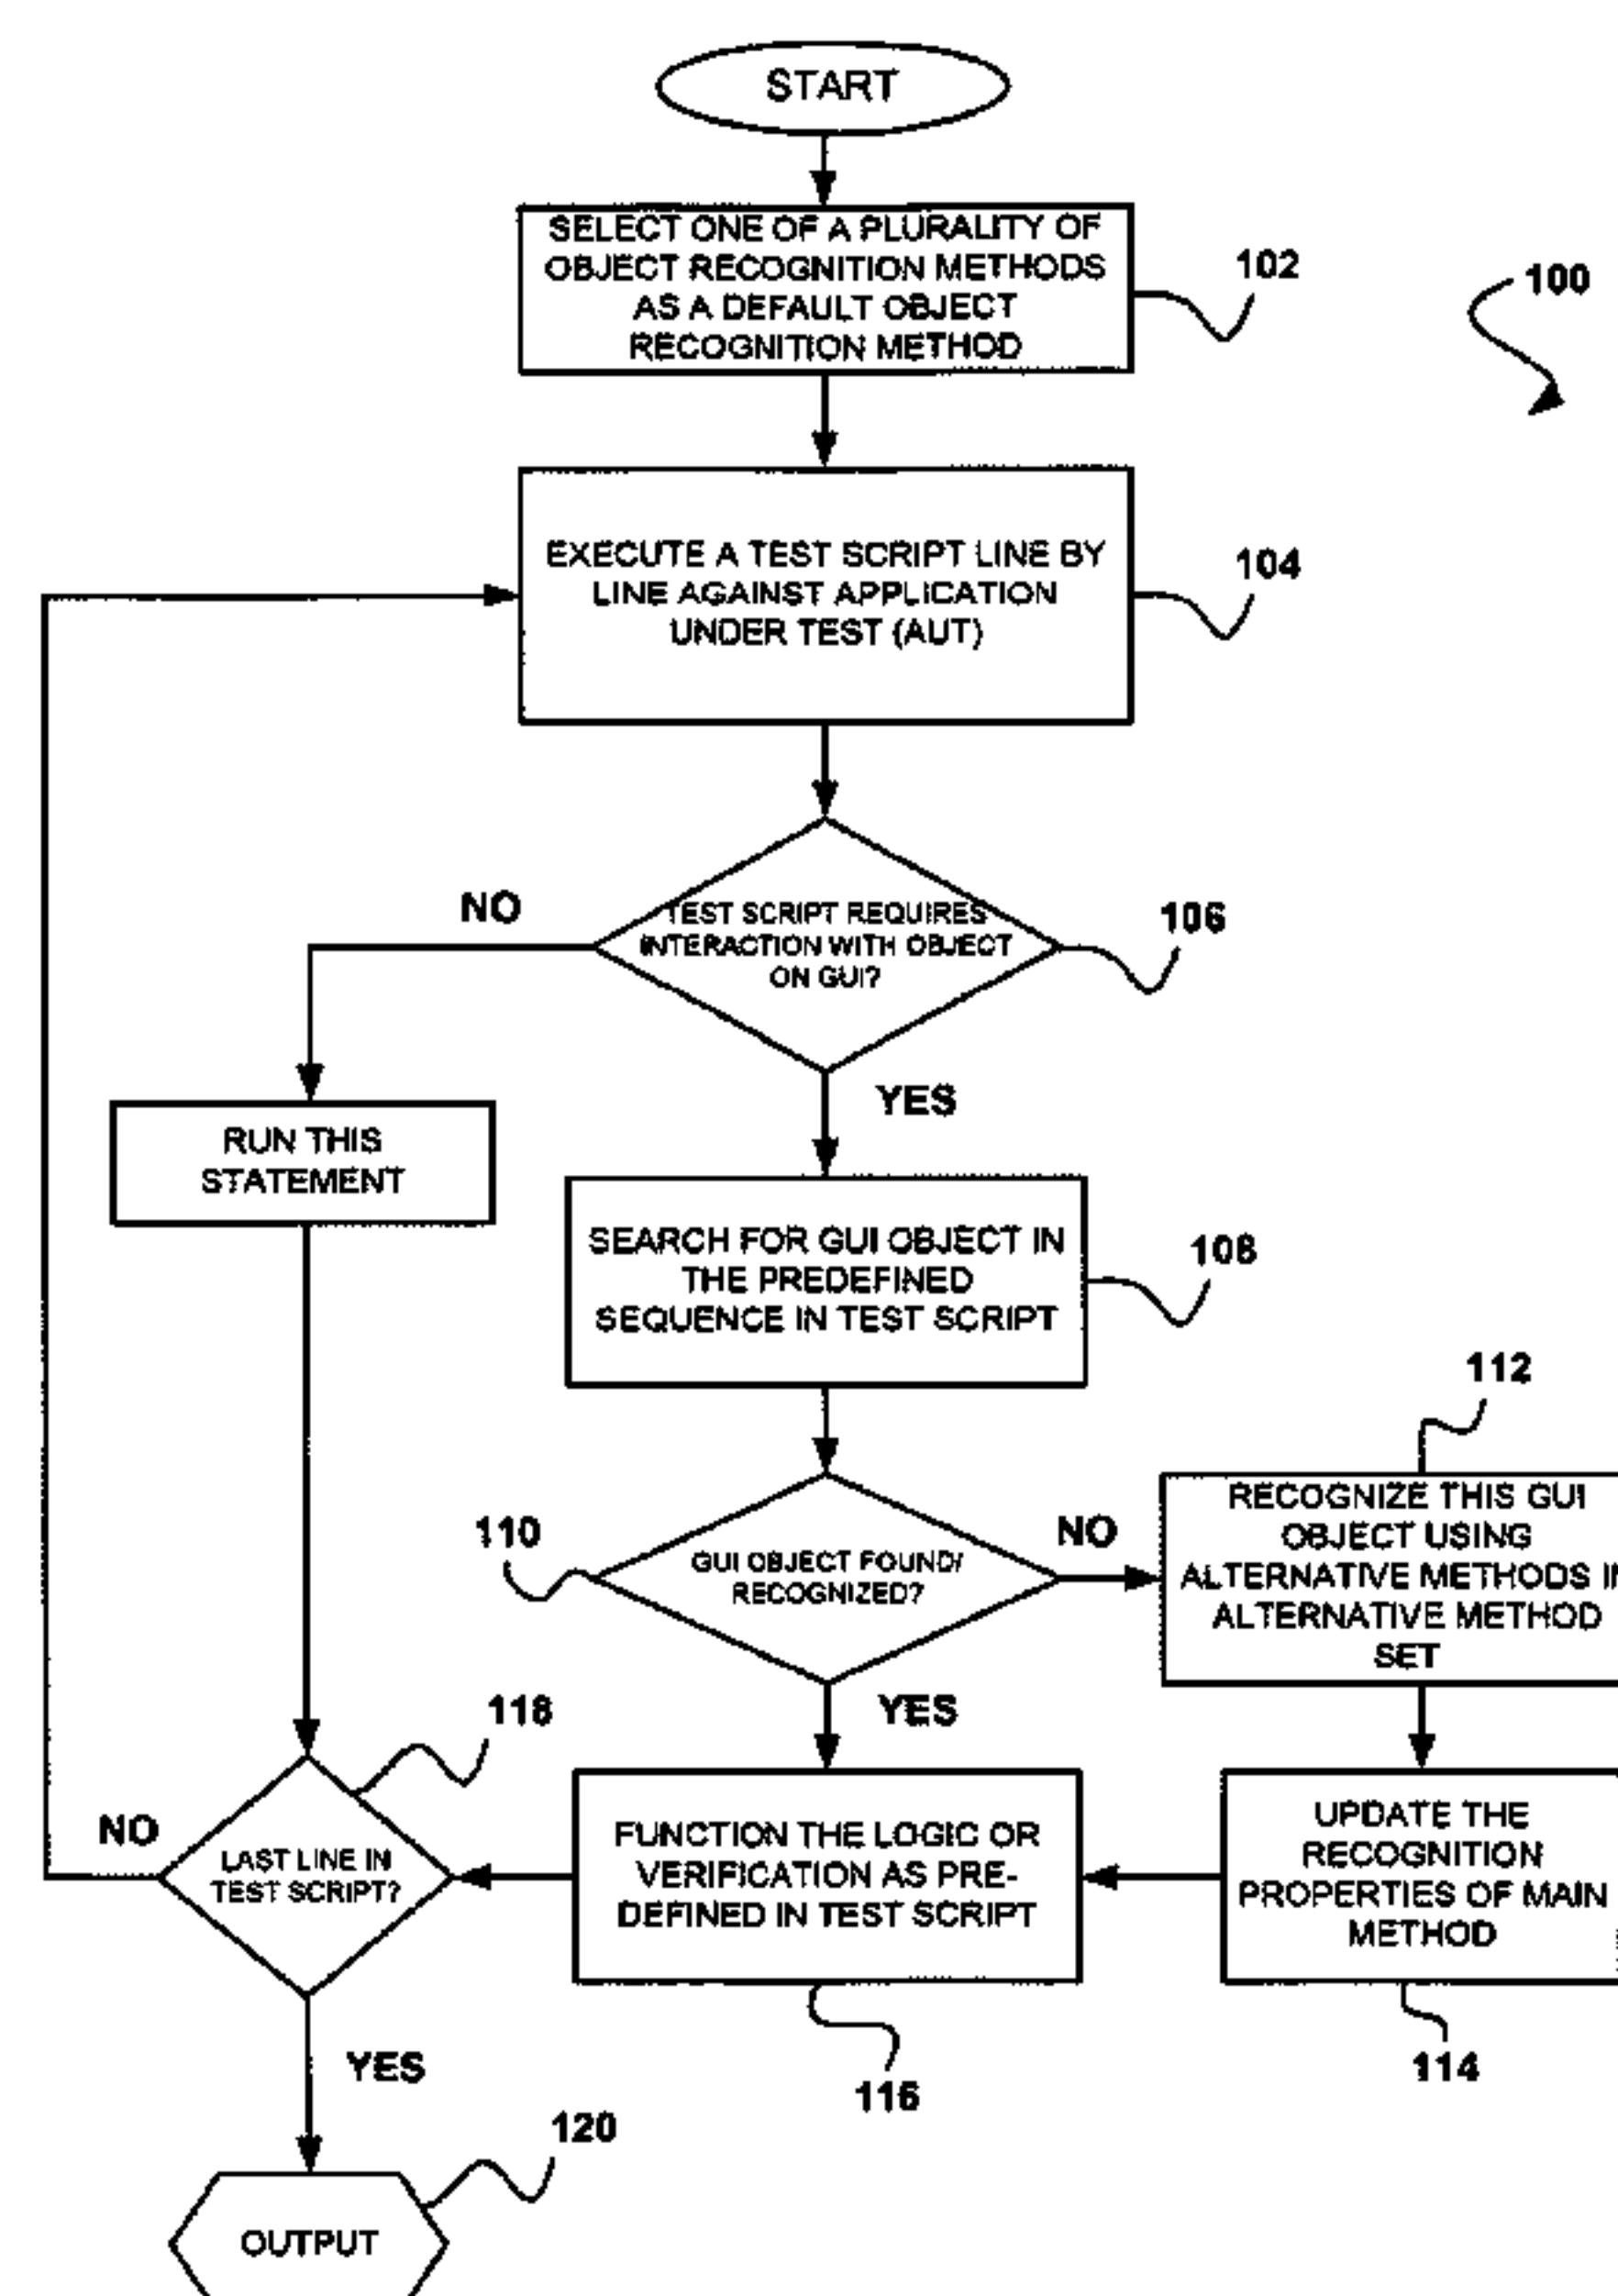 START
SELECT ONE OF A PLURALITY OF
OBJECT RECOGNITION METHODS
AS A DEFAULT OBJECT
RECOGNITION METHOD
102
100
EXECUTE A TEST SCRIPT LINE BY
LINE AGAINST APPLICATION
UNDER TEST (AUT)
104
NO
TEST SCRIPT REQUIRES
INTERACTION WITH OBJECT
ON GUI?
106
YES
RUN THIS
STATEMENT
SEARCH FOR GUI OBJECT IN
THE PREDEFINED
SEQUENCE IN TEST SCRIPT
108
112
RECOGNIZE THIS GUI
OBJECT USING
ALTERNATIVE METHODS IN
ALTERNATIVE METHOD
SET
110
GUI OBJECT FOUND/
RECOGNIZED?
NO
YES
118
NO
LAST LINE IN
TEST SCRIPT?
FUNCTION THE LOGIC OR
VERIFICATION AS PRE-
DEFINED IN TEST SCRIPT
UPDATE THE
RECOGNITION
PROPERTIES OF MAIN
METHOD
YES
116
114
120
OUTPUT